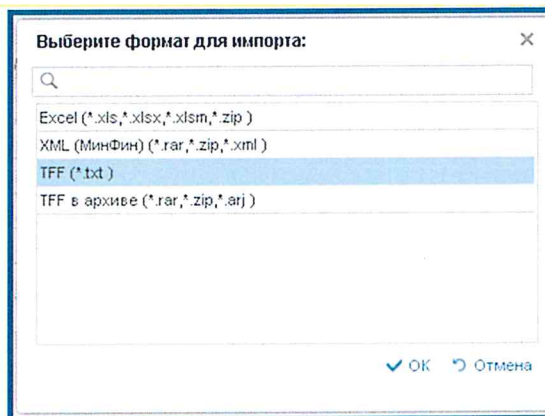 Выберите формат для импорта:
Excel (*.xls,*.xlsx,*.xlsm,*.zip )
XML (МинФин) (*.rar,*.zip,*.xml )
TFF (*.txt )
TFF в архиве (*.rar,*.zip,*.arj )
ОК Отмена